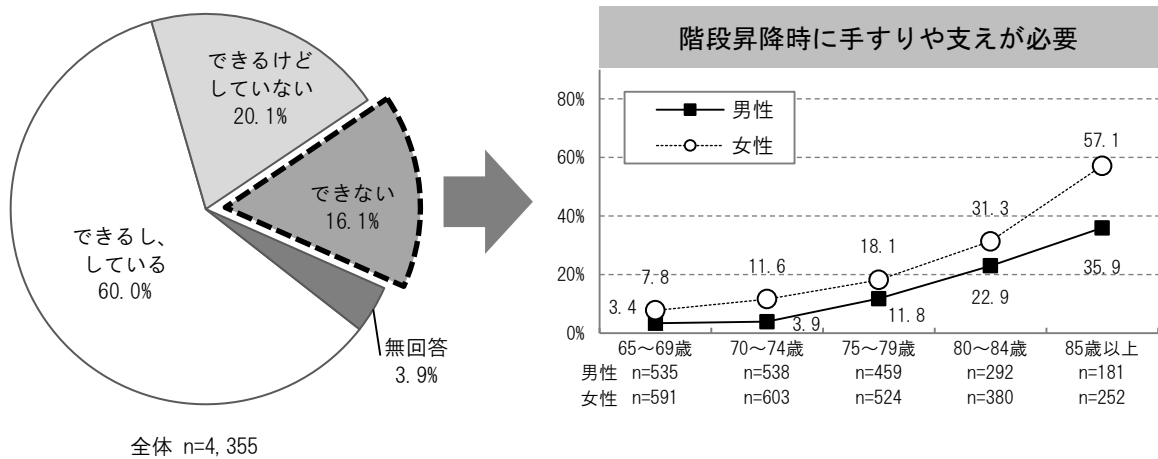 できるけど
していない
20.1%
できない
16.1%
できるし、
している
60.0%
無回答
3.9%
全体 n=4,355
階段昇降時に手すりや支えが必要
80%
60%
40%
20%
0%
男性
女性
7.8
11.6
18.1
31.3
57.1
3.4
3.9
11.8
22.9
35.9
65～69歳 70～74歳 75～79歳 80～84歳 85歳以上
男性 n=535 n=538 n=459 n=292 n=181
女性 n=591 n=603 n=524 n=380 n=252